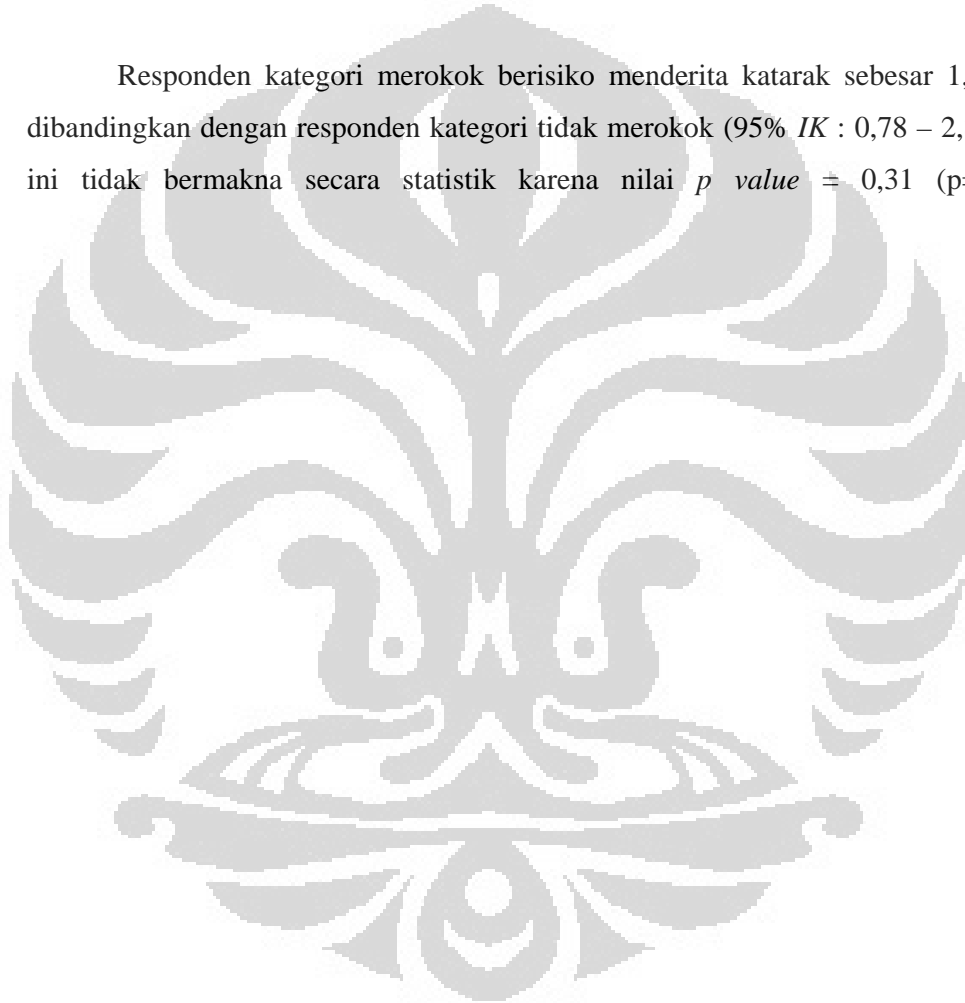 Responden kategori merokok berisiko menderita katarak sebesar 1,
dibandingkan dengan responden kategori tidak merokok (95% IK : 0,78 – 2,
ini tidak bermakna secara statistik karena nilai p value = 0,31 (p=